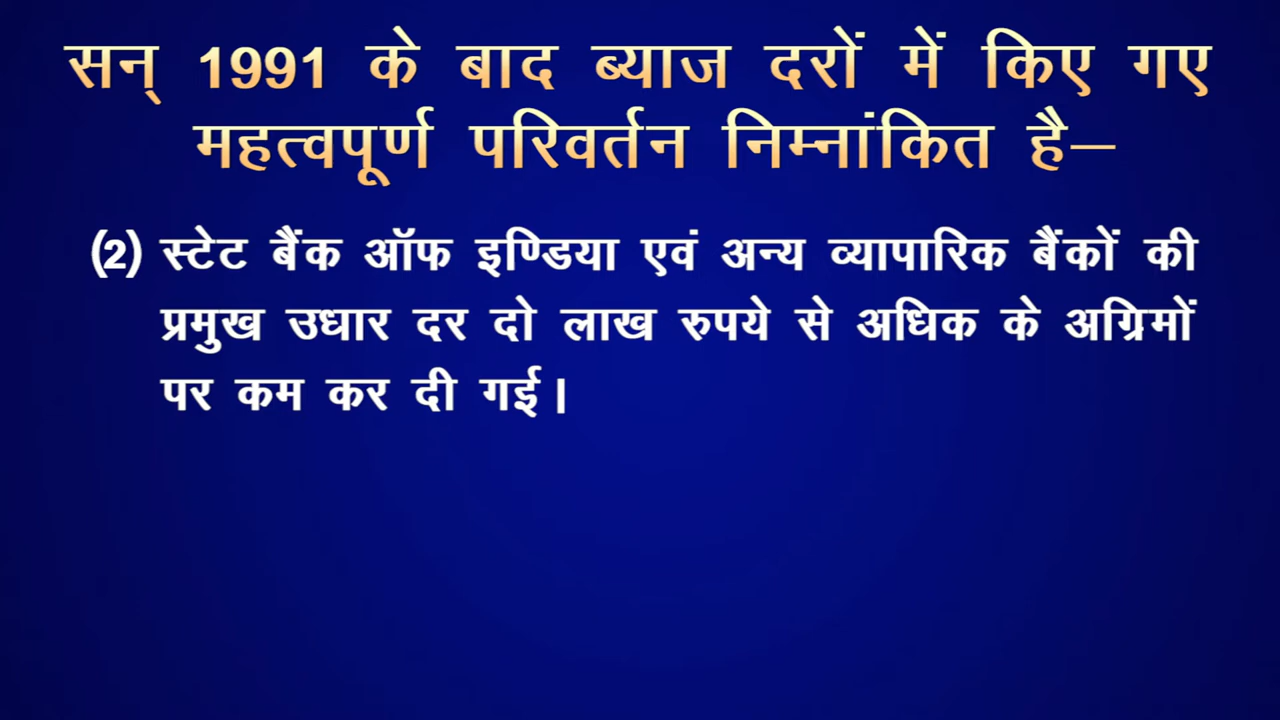 सन् 1991 के बाद ब्याज दरों में किए गए
महत्वपूर्ण परिवर्तन निम्नांकित है–
(2) स्टेट बैंक ऑफ इण्डिया एवं अन्य व्यापारिक बैंकों की
प्रमुख उधार दर दो लाख रुपये से अधिक के अग्रिमों
पर कम कर दी गई।